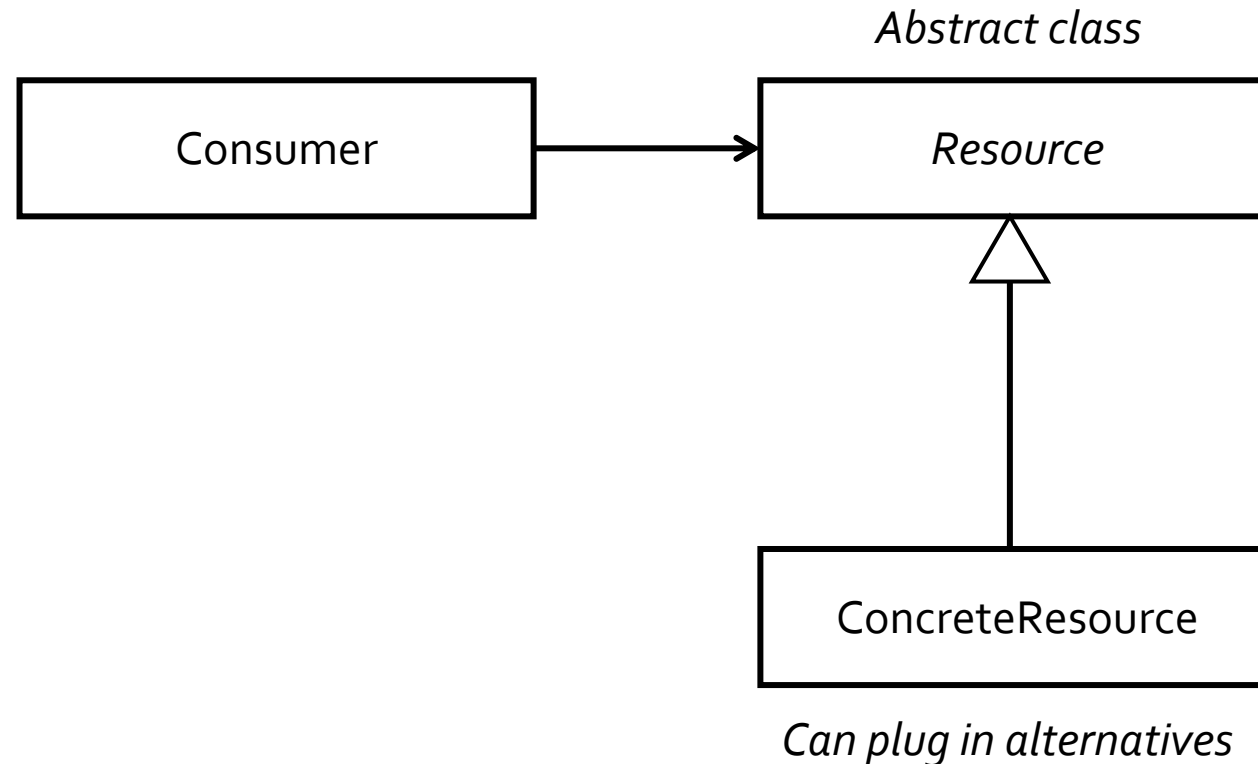 Abstract class
Consumer
Resource
ConcreteResource
Can plug in alternatives